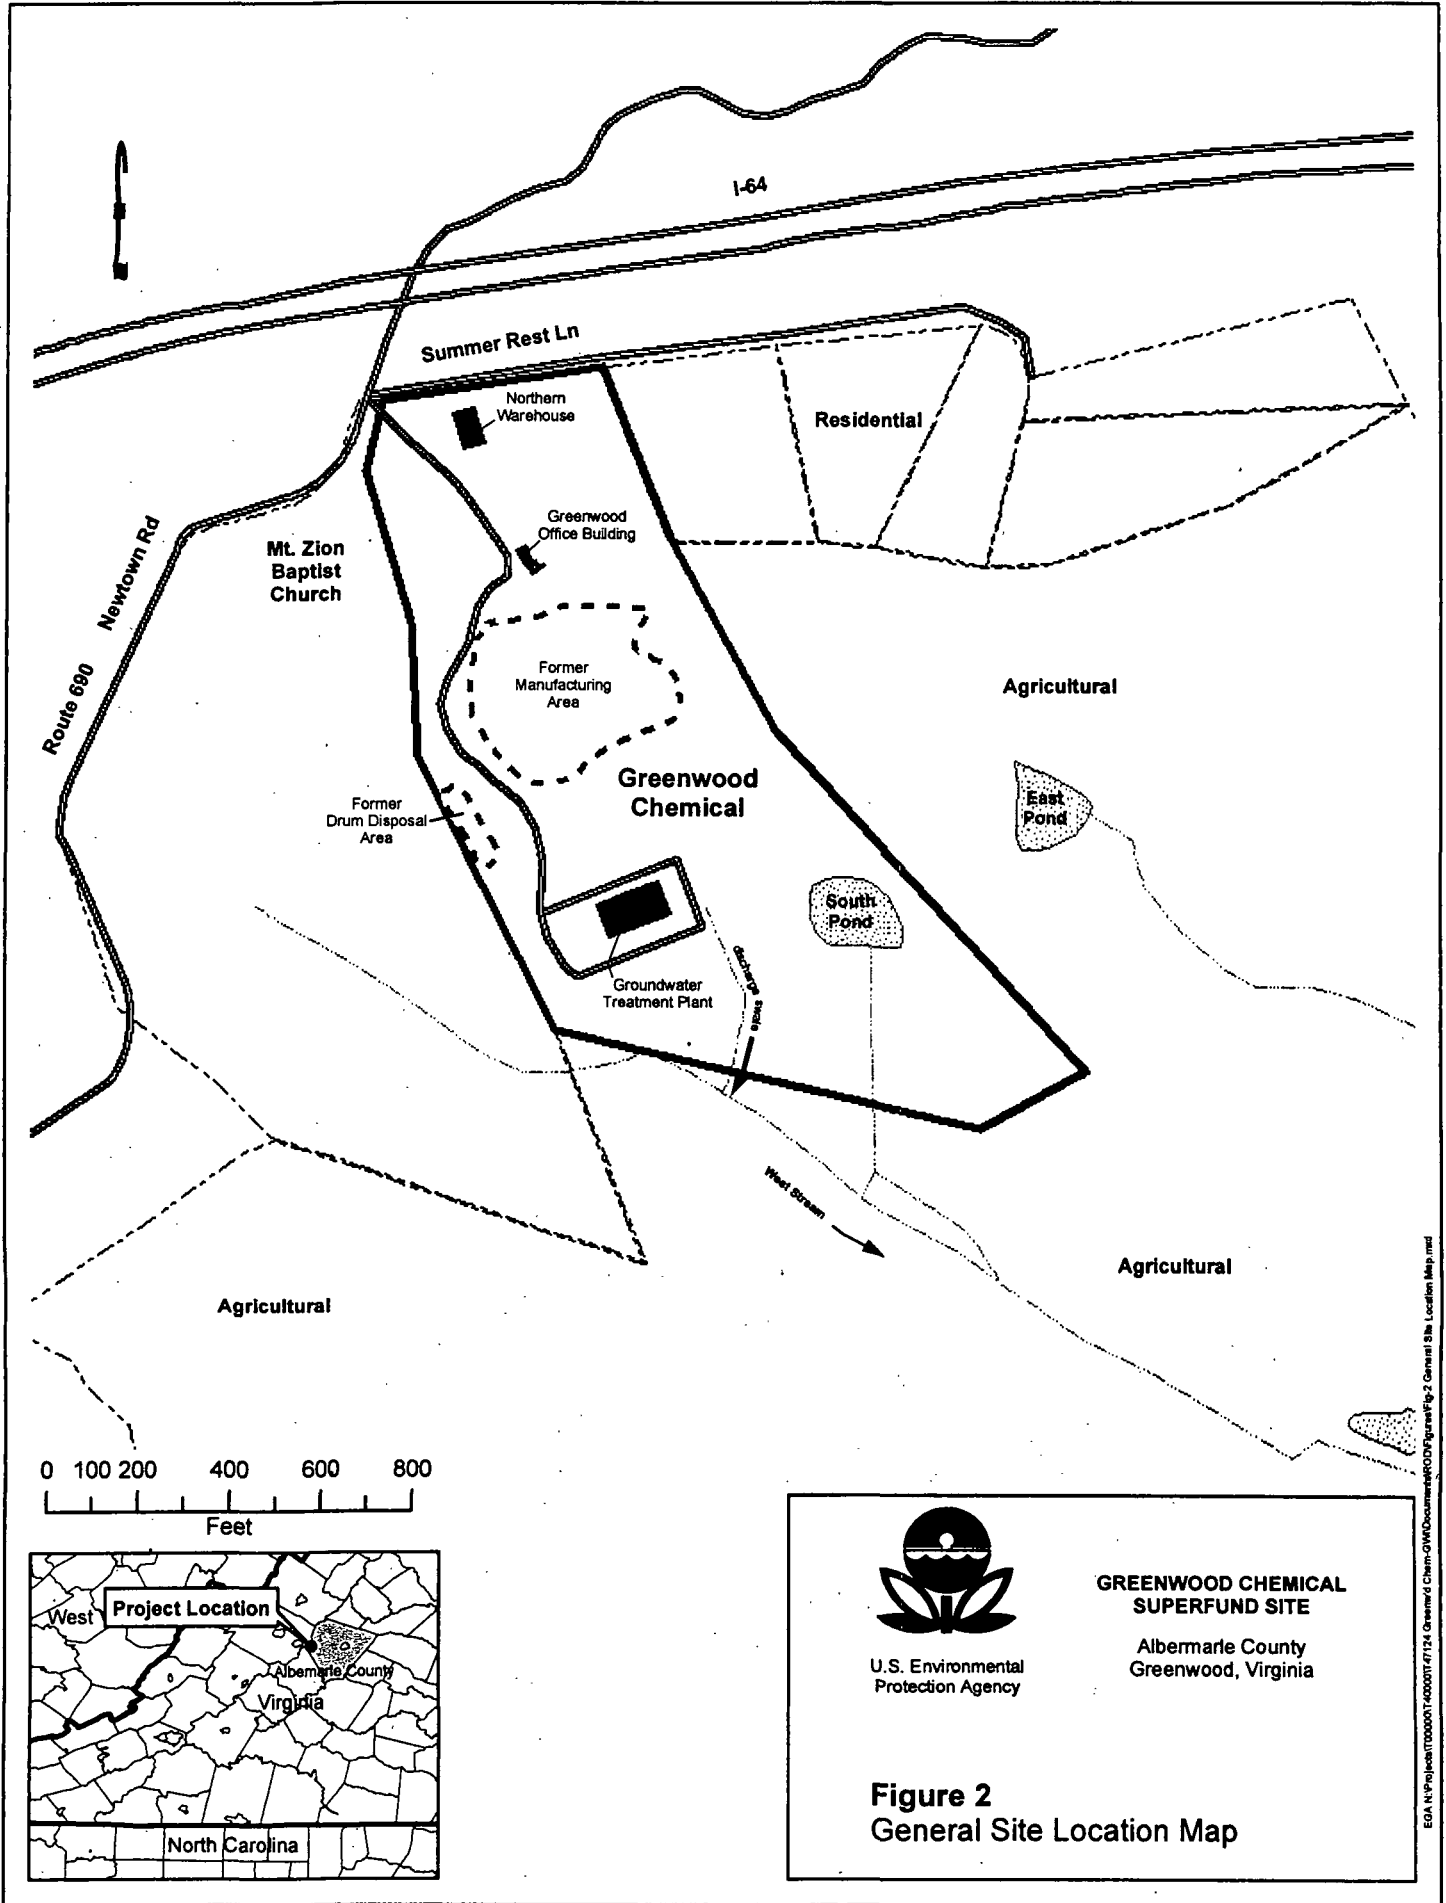 I-64
Summer Rest Ln
Northern
Warehouse
Residential
Greenwood
Office Building
Mt. Zion
Baptist
Church
Newtown Rd
Route 690
Former
Manufacturing
Area
Agricultural
Greenwood
Chemical
East
Pond
Former
Drum Disposal
Area
South
Pond
discharge swale
Groundwater
Treatment Plant
West Stream
Agricultural
Agricultural
0 100 200 400 600 800
Feet
West
Project Location
Albemarle County
Virginia
North Carolina
U.S. Environmental
Protection Agency
GREENWOOD CHEMICAL
SUPERFUND SITE
Albermarle County
Greenwood, Virginia
Figure 2
General Site Location Map